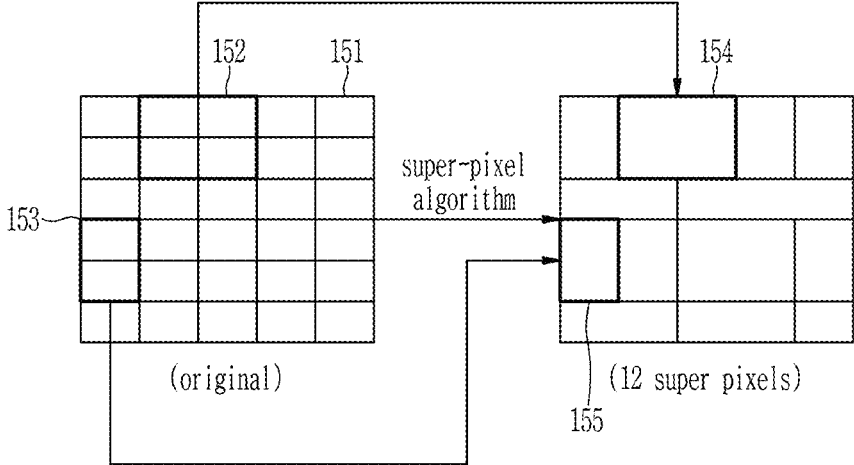 152
151
154
super-pixel
algorithm
153
(original)
(12 super pixels)
155